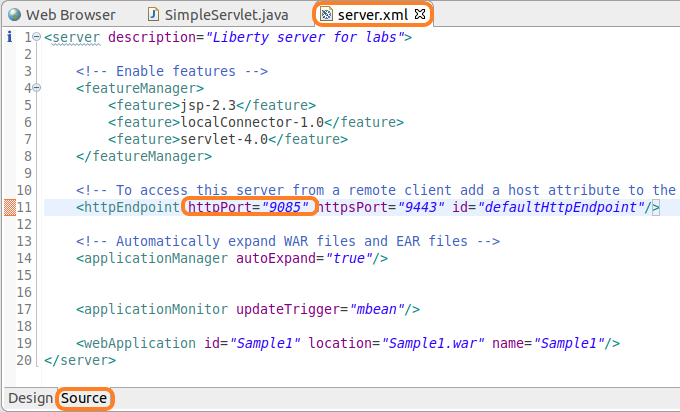 Web Browser SimpleServlet.java server.xml
1 <server description="Liberty server for labs">
2
3 <!-- Enable features -->
4 <featureManager>
5 <feature>jsp-2.3</feature>
6 <feature>localConnector-1.0</feature>
7 <feature>servlet-4.0</feature>
8 </featureManager>
9
10 <!-- To access this server from a remote client add a host attribute to the
11 <httpEndpoint httpPort="9085" httpsPort="9443" id="defaultHttpEndpoint"/>
12
13 <!-- Automatically expand WAR files and EAR files -->
14 <applicationManager autoExpand="true"/>
15
16
17 <applicationMonitor updateTrigger="mbean"/>
18
19 <webApplication id="Sample1" location="Sample1.war" name="Sample1"/>
20 </server>
Design Source